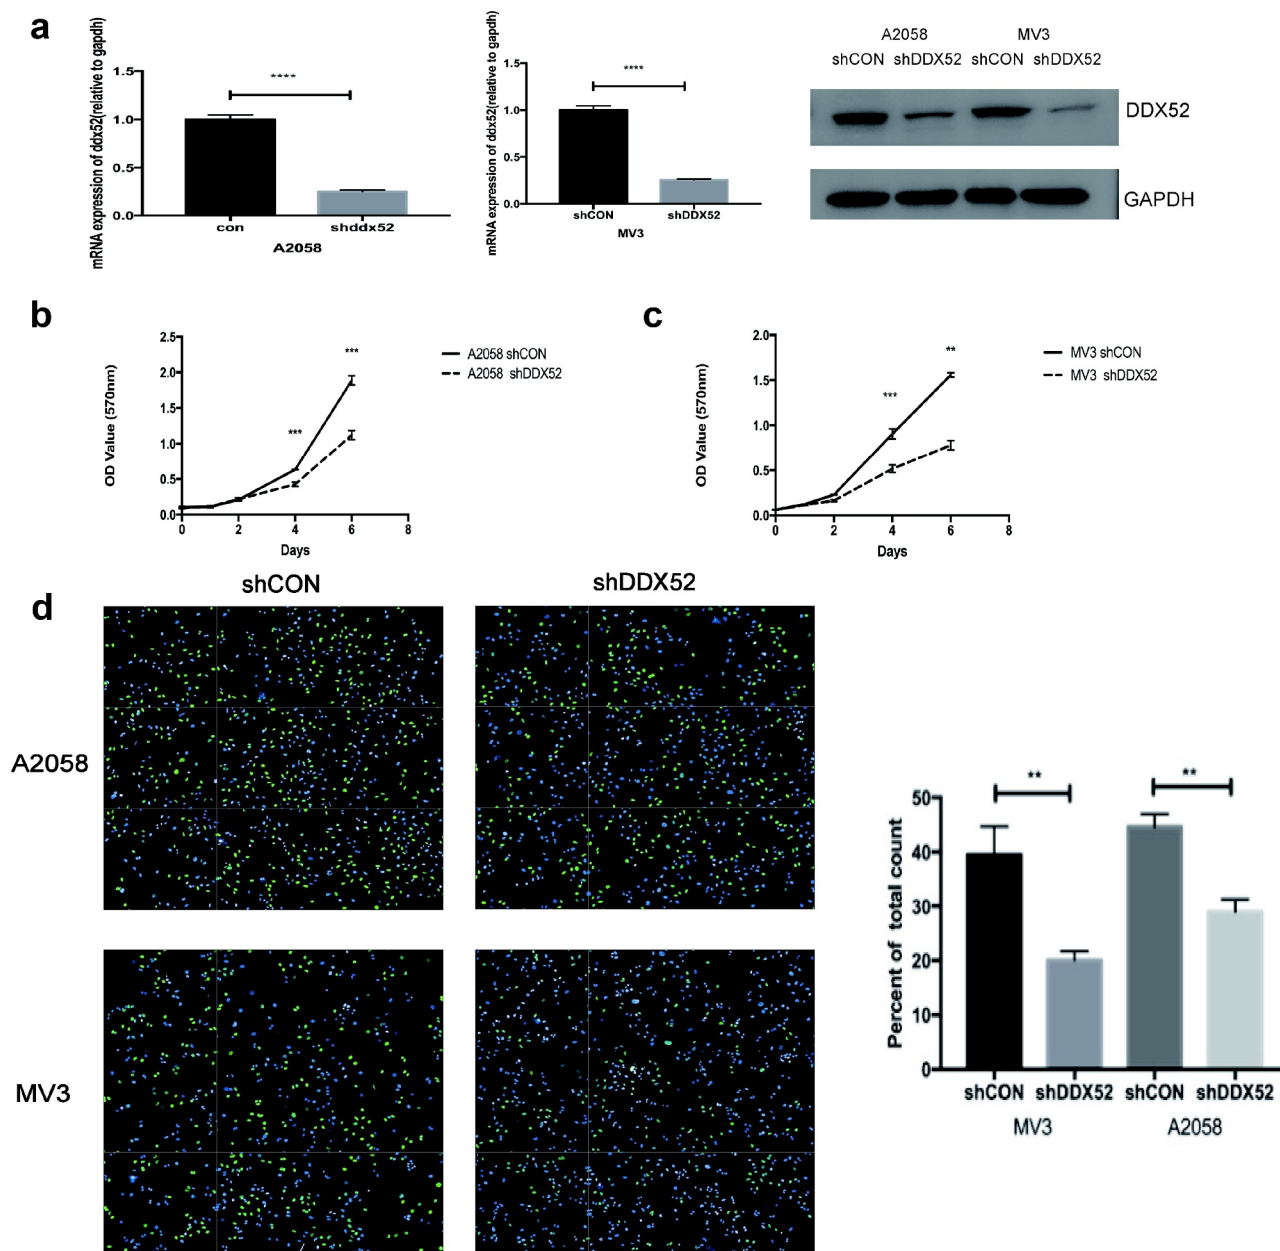 a
mRNA expression of ddx52(relative to gapdh)
1.5
1.0
0.5
0.0
****
con
shddx52
A2058
mRNA expression of ddx52(relative to gapdh)
1.5
1.0
0.5
0.0
****
shCON
shDDX52
MV3
A2058
MV3
shCON shDDX52 shCON shDDX52
DDX52
GAPDH
b
OD Value (570nm)
2.5
2.0
1.5
1.0
0.5
0.0
***
***
0
2
4
6
8
Days
A2058 shCON
A2058 shDDX52
c
OD Value (570nm)
2.0
1.5
1.0
0.5
0.0
***
**
0
2
4
6
8
Days
MV3 shCON
MV3 shDDX52
d
shCON
shDDX52
A2058
MV3
Percent of total count
50
40
30
20
10
0
**
**
shCON shDDX52 shCON shDDX52
MV3
A2058